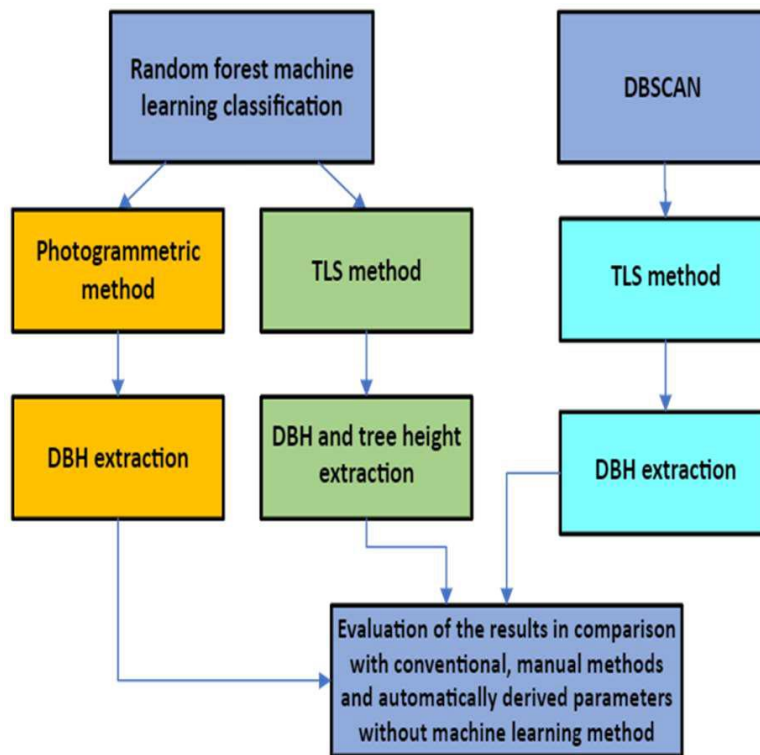 Random forest machine
learning classification
DBSCAN
Photogrammetric
method
TLS method
TLS method
DBH extraction
DBH and tree height
extraction
DBH extraction
Evaluation of the results in comparison
with conventional, manual methods
and automatically derived parameters
without machine learning method